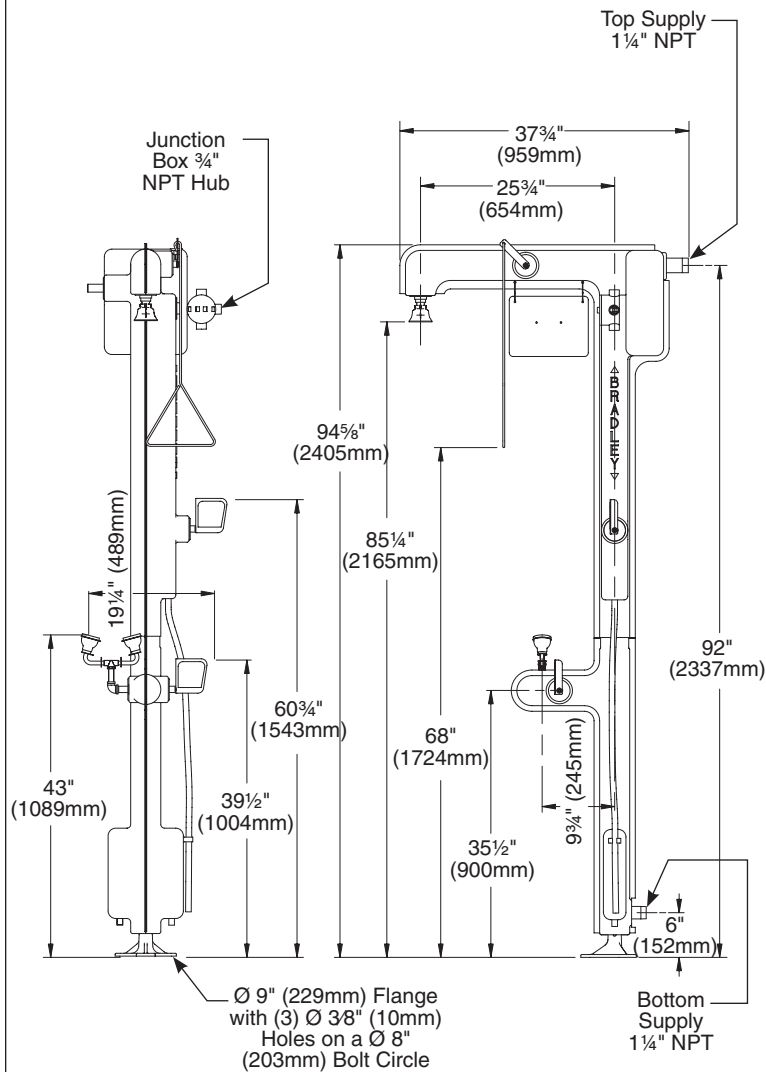 Top Supply
1¼" NPT
Junction
Box ¾"
NPT Hub
37¾"
(959mm)
25¾"
(654mm)
BRADLEY
94⅝"
(2405mm)
85¼"
(2165mm)
19¼" (489mm)
92"
(2337mm)
60¾"
(1543mm)
68"
(1724mm)
43"
(1089mm)
39½"
(1004mm)
9¾" (245mm)
35½"
(900mm)
6"
(152mm)
Ø 9" (229mm) Flange
with (3) Ø 3⁄8" (10mm)
Holes on a Ø 8"
(203mm) Bolt Circle
Bottom
Supply
1¼" NPT